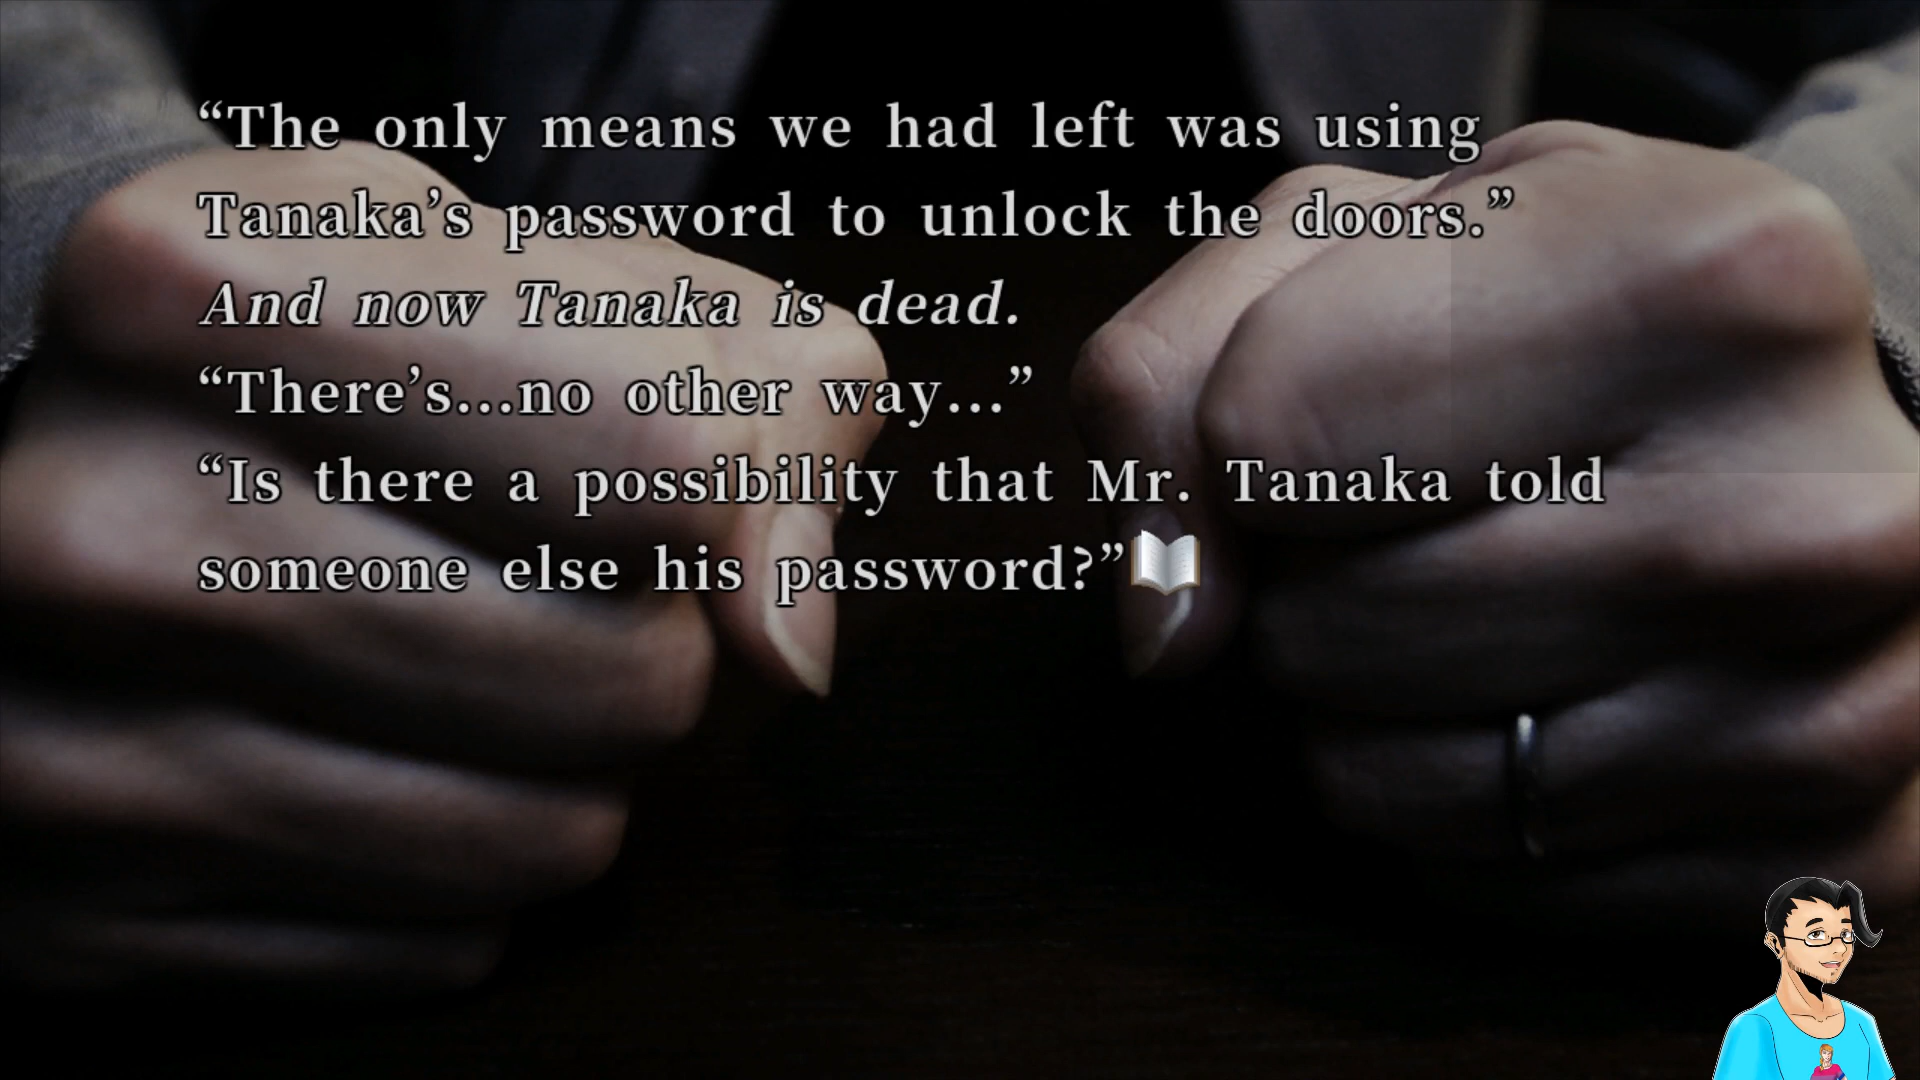 “The only means we had left was using
Tanaka’s password to unlock the doors.”
And now Tanaka is dead.
“There’s...no other way...”
“Is there a possibility that Mr. Tanaka told
someone else his password?”